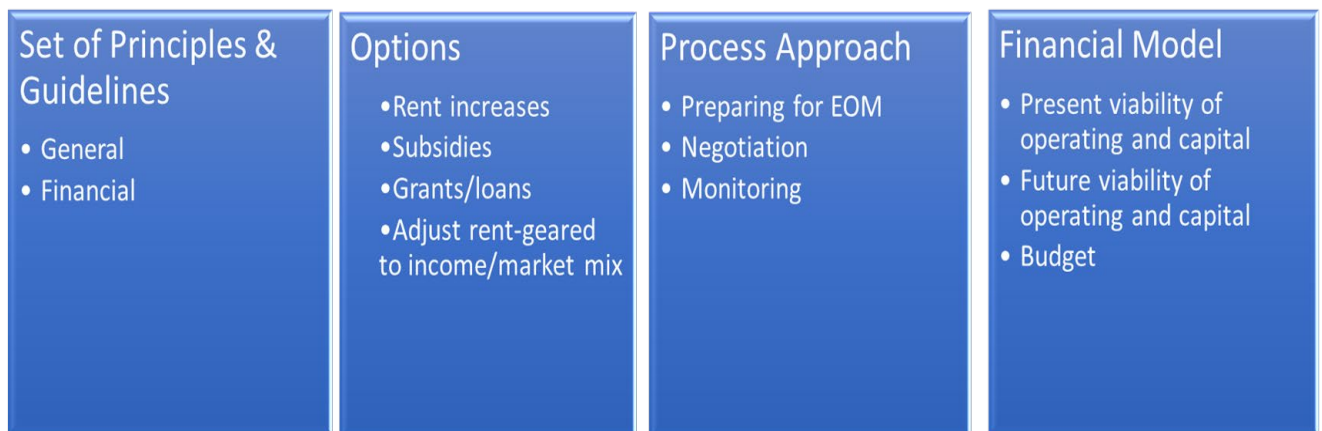 Set of Principles &
Guidelines
• General
• Financial
Options
•Rent increases
•Subsidies
•Grants/loans
•Adjust rent-geared
to income/market mix
Process Approach
• Preparing for EOM
• Negotiation
• Monitoring
Financial Model
• Present viability of
operating and capital
• Future viability of
operating and capital
• Budget